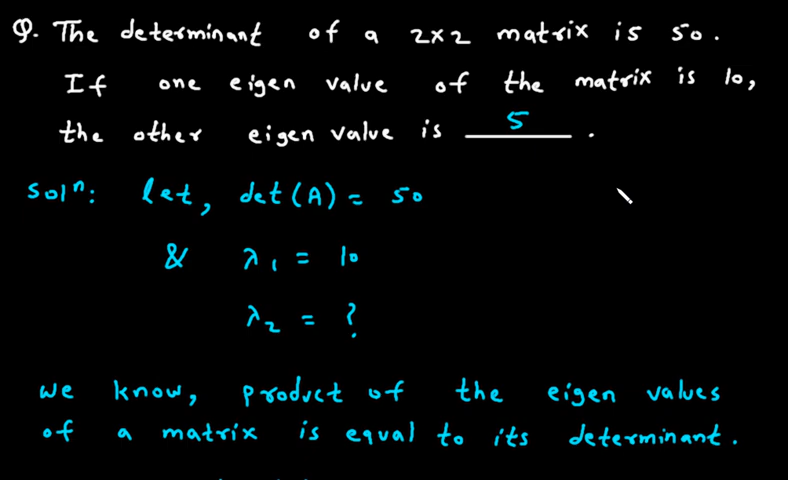 Q. The determinant of a 2x2 matrix is 50.
If one eigen value of the matrix is 10,
the other eigen value is 5.
Solⁿ: let, det(A) = 50
& λ₁ = 10
λ₂ = ?
we know, product of the eigen values
of a matrix is equal to its determinant.